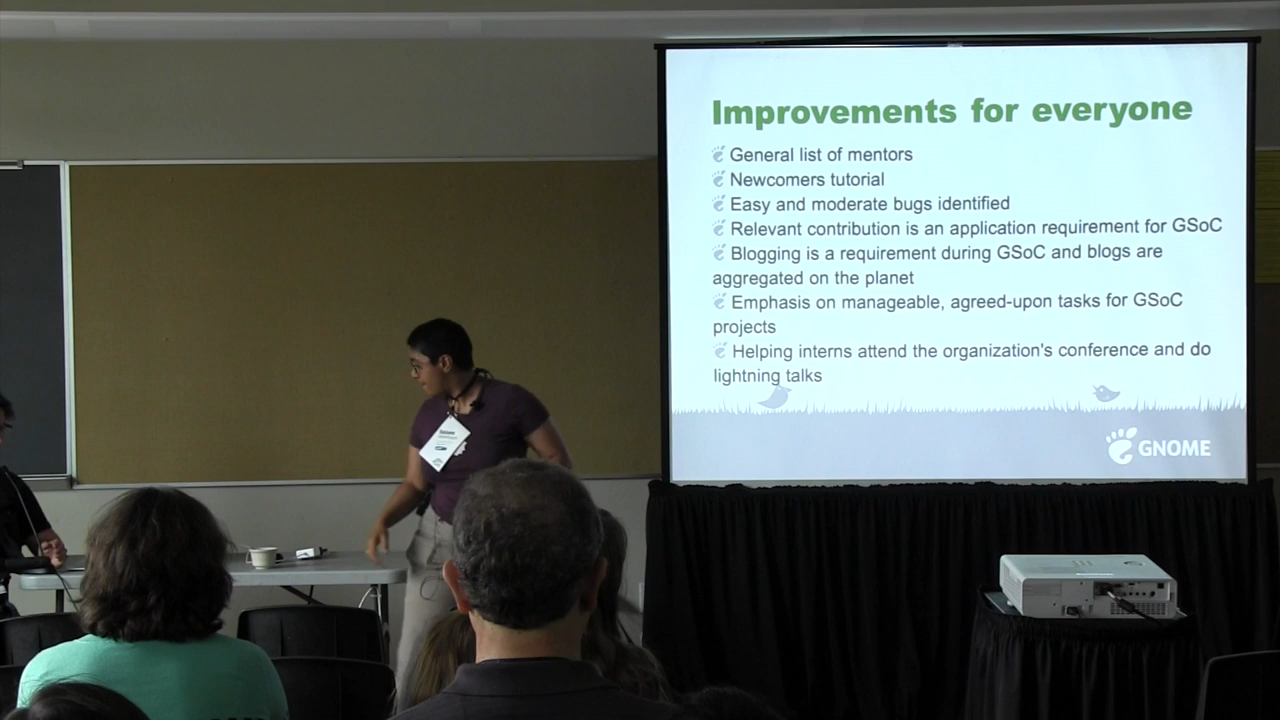 Improvements for everyone
General list of mentors
Newcomers tutorial
Easy and moderate bugs identified
Relevant contribution is an application requirement for GSoC
Blogging is a requirement during GSoC and blogs are
aggregated on the planet
Emphasis on manageable, agreed-upon tasks for GSoC
projects
Helping interns attend the organization's conference and do
lightning talks
GNOME